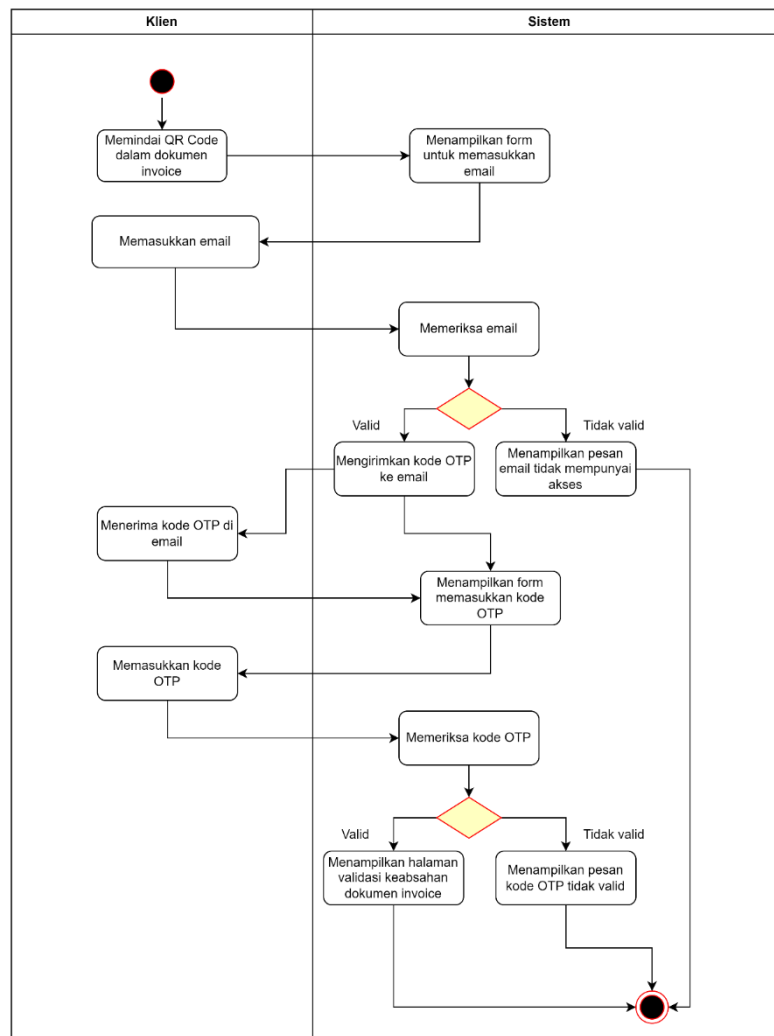 Klien
Sistem
Memindai QR Code
dalam dokumen
invoice
Menampilkan form
untuk memasukkan
email
Memasukkan email
Memeriksa email
Valid
Tidak valid
Mengirimkan kode OTP
ke email
Menampilkan pesan
email tidak mempunyai
akses
Menerima kode OTP di
email
Menampilkan form
memasukkan kode
OTP
Memasukkan kode
OTP
Memeriksa kode OTP
Valid
Tidak valid
Menampilkan halaman
validasi keabsahan
dokumen invoice
Menampilkan pesan
kode OTP tidak valid